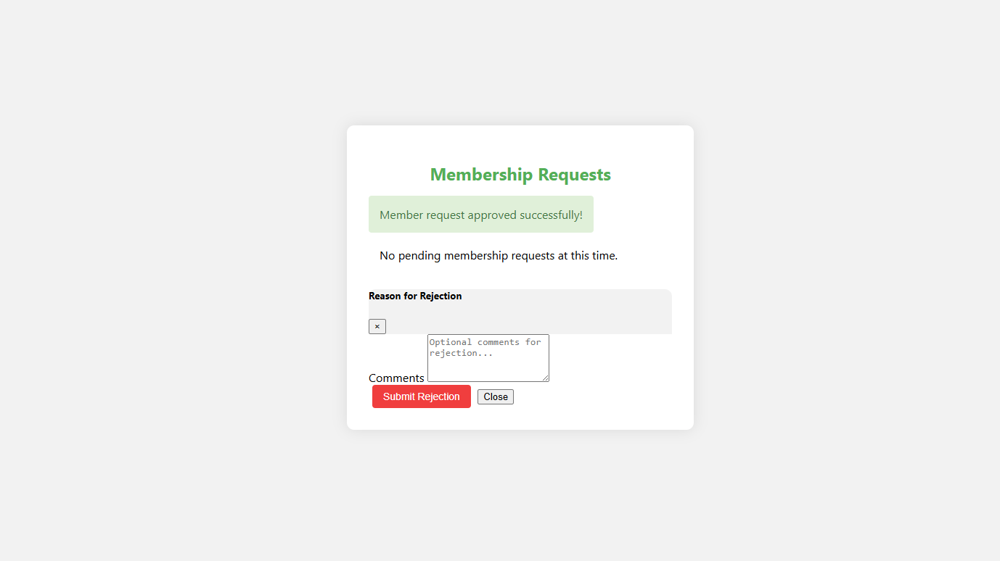 Membership Requests
Member request approved successfully!
No pending membership requests at this time.
Reason for Rejection
×
Optional comments for
rejection...
Comments
Submit Rejection Close